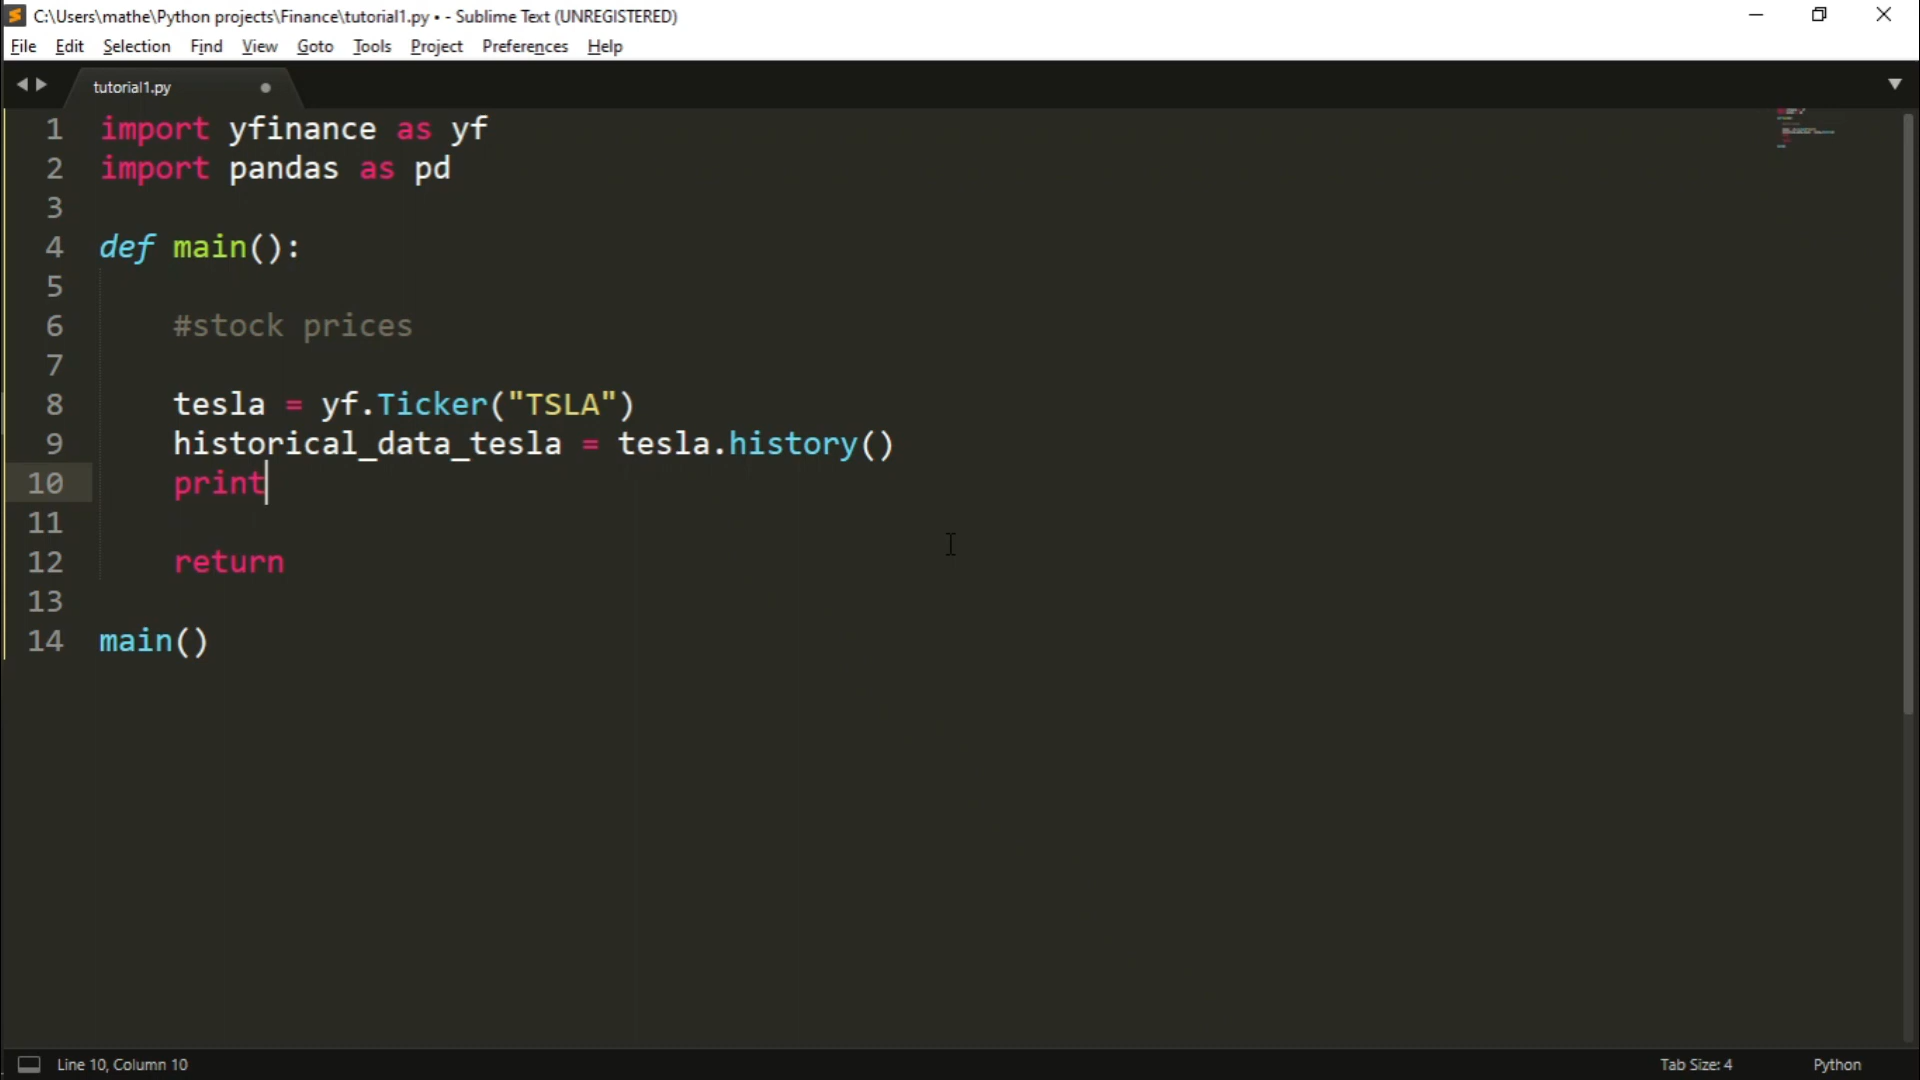 C:\Users\mathe\Python projects\Finance\tutorial1.py • - Sublime Text (UNREGISTERED)
File Edit Selection Find View Goto Tools Project Preferences Help
tutorial1.py
1 import yfinance as yf
2 import pandas as pd
3
4 def main():
5
6 #stock prices
7
8 tesla = yf.Ticker("TSLA")
9 historical_data_tesla = tesla.history()
10 print
11
12 return
13
14 main()
Line 10, Column 10 Tab Size: 4 Python